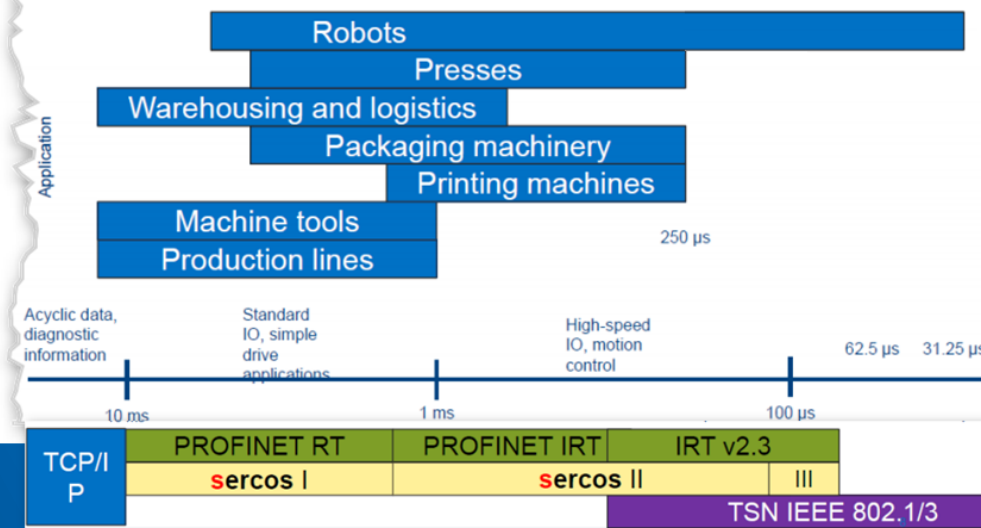 Robots
Presses
Warehousing and logistics
Packaging machinery
Printing machines
Machine tools
Production lines
Application
250 µs
Acyclic data,
diagnostic
information
Standard
IO, simple
drive
applications
High-speed
IO, motion
control
62.5 µs
31.25 µs
10 ms
1 ms
100 µs
TCP/I
P
PROFINET RT
PROFINET IRT
IRT v2.3
sercos I
sercos II
III
TSN IEEE 802.1/3